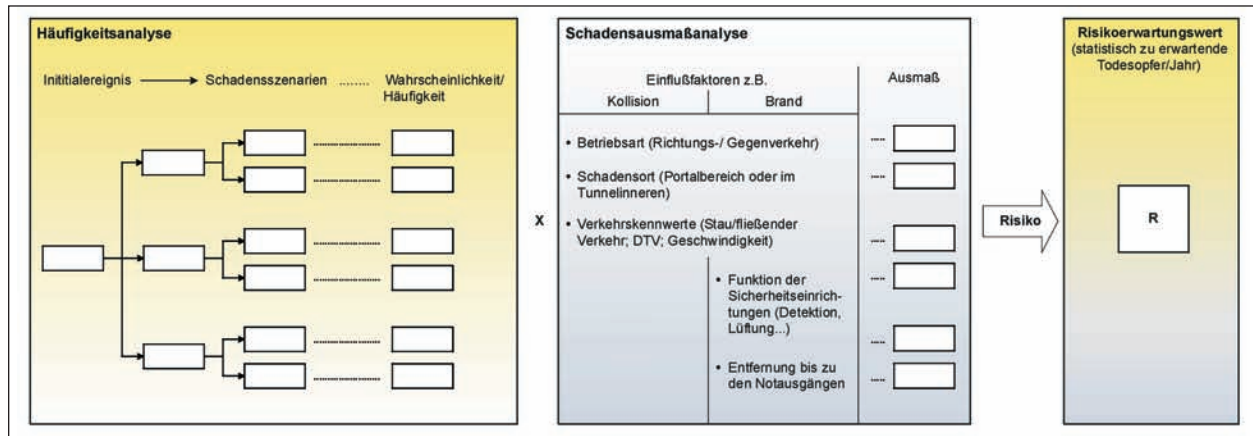 Häufigkeitsanalyse
Inititialereignis
Schadensszenarien
Wahrscheinlichkeit/
Häufigkeit
X
Schadensausmaßanalyse
Einflußfaktoren z.B.
Kollision
Brand
Ausmaß
• Betriebsart (Richtungs-/ Gegenverkehr)
• Schadensort (Portalbereich oder im
Tunnelinneren)
• Verkehrskennwerte (Stau/fließender
Verkehr; DTV; Geschwindigkeit)
• Funktion der
Sicherheitseinrich-
tungen (Detektion,
Lüftung...)
• Entfernung bis zu
den Notausgängen
Risiko
Risikoerwartungswert
(statistisch zu erwartende
Todesopfer/Jahr)
R